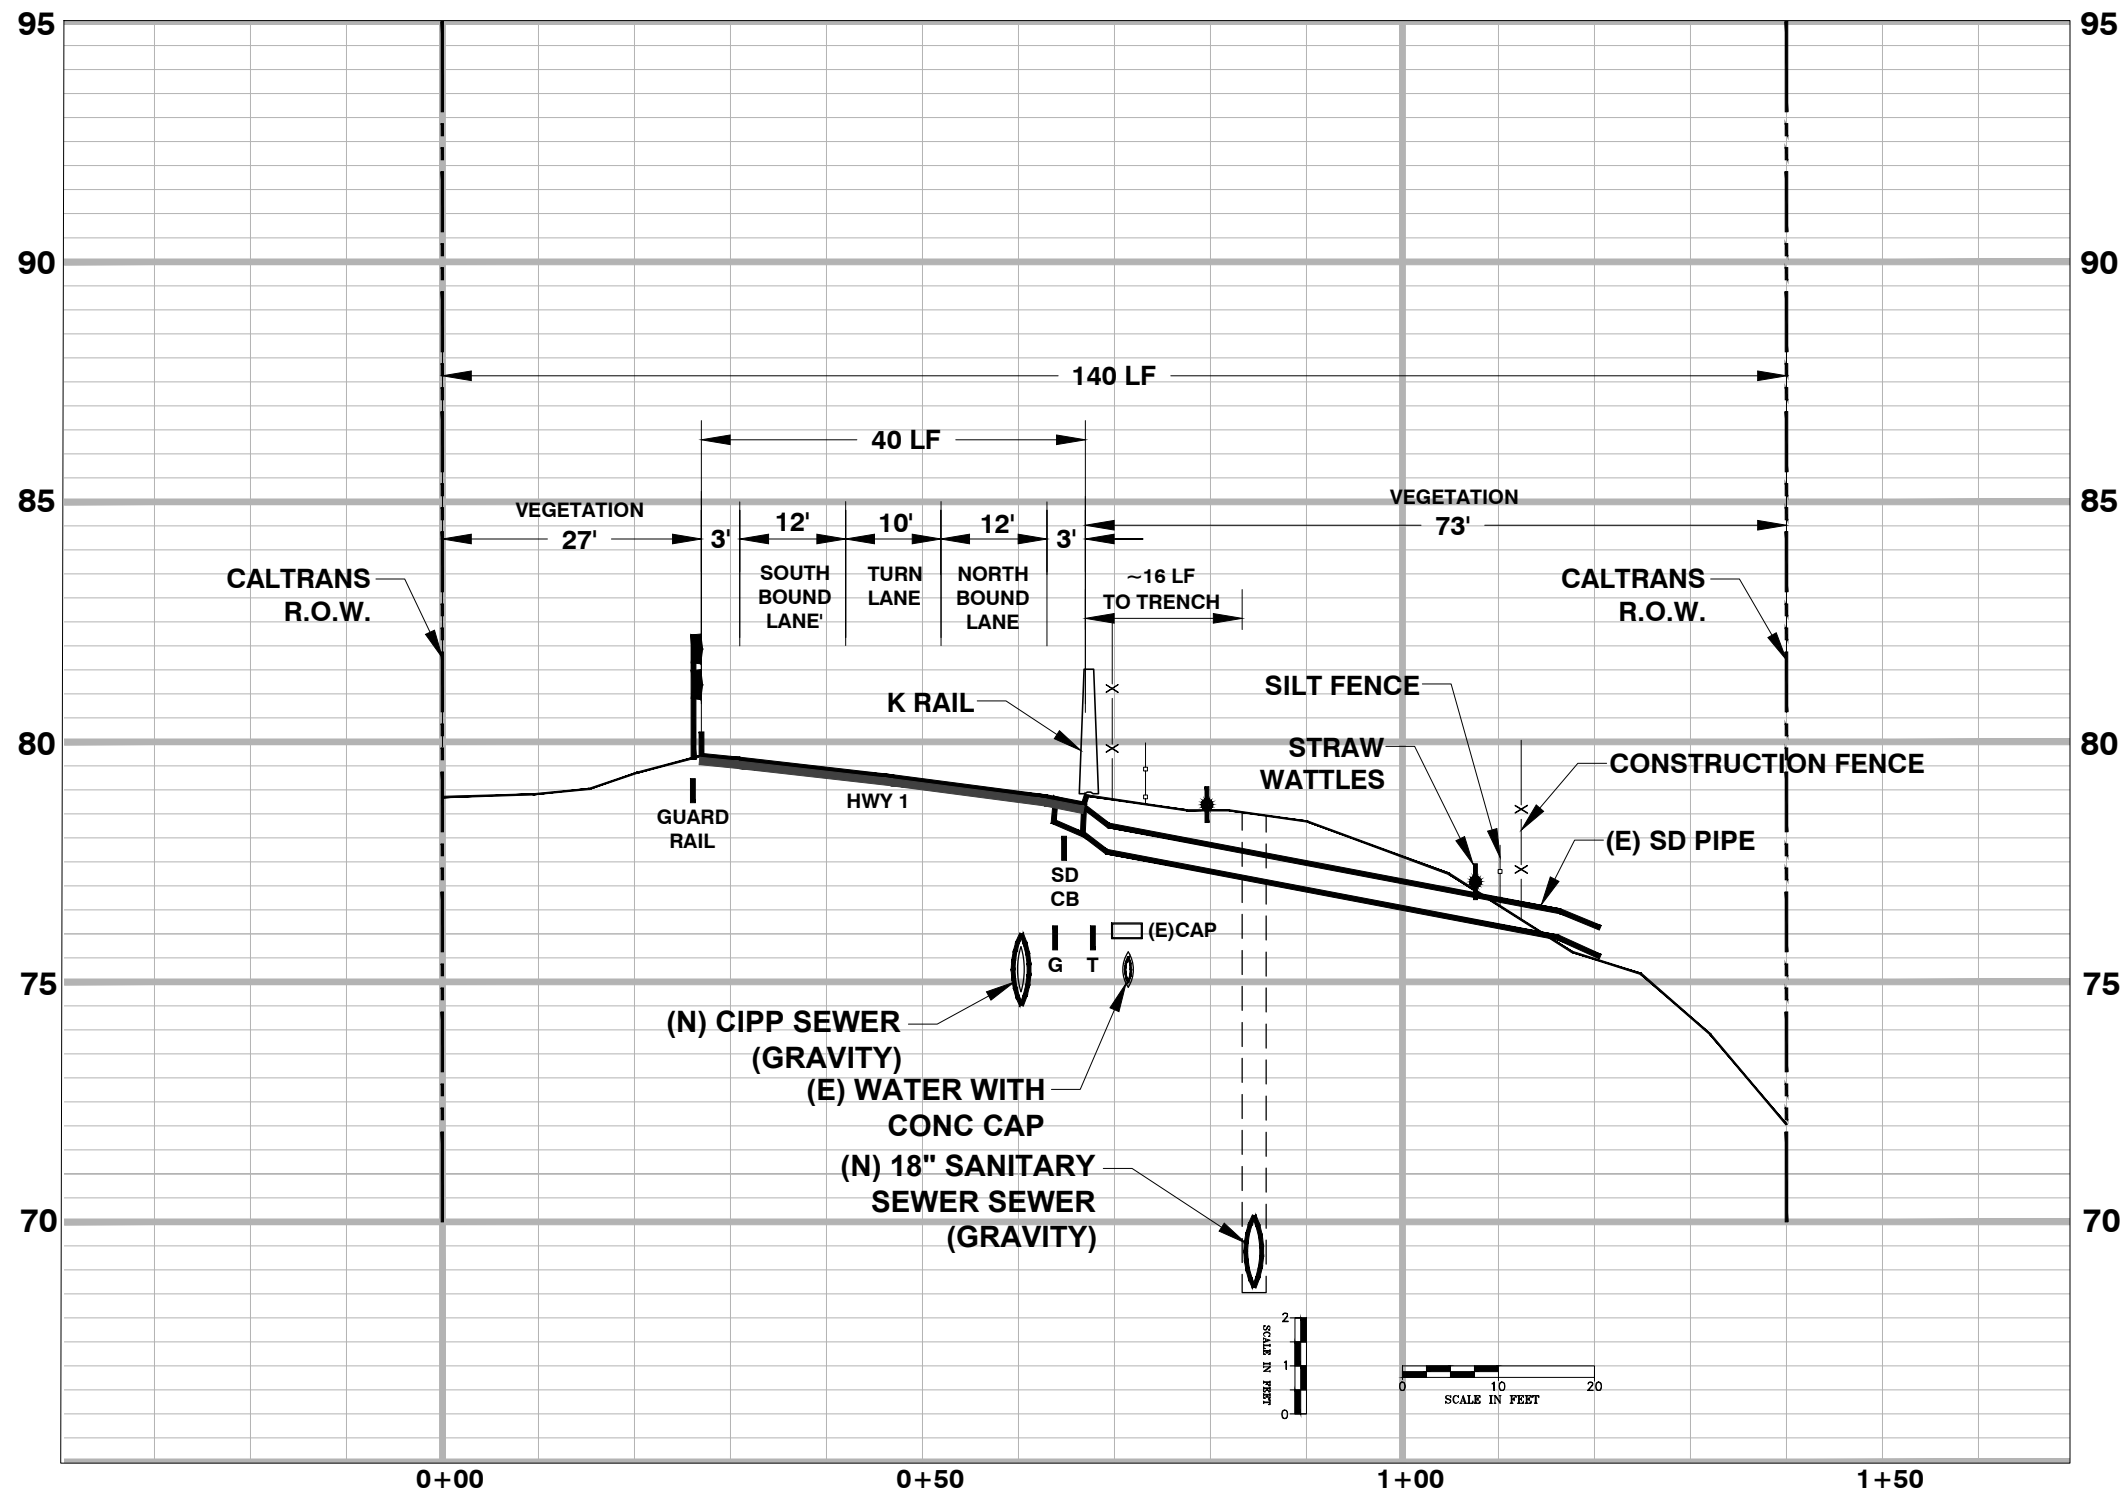 95
95
90
90
140 LF
40 LF
85
85
VEGETATION
27'
3'
12'
10'
12'
3'
VEGETATION
73'
SOUTH
BOUND
LANE'
TURN
LANE
NORTH
BOUND
LANE
~16 LF
TO TRENCH
CALTRANS
R.O.W.
CALTRANS
R.O.W.
K RAIL
SILT FENCE
80
80
STRAW
WATTLES
CONSTRUCTION FENCE
HWY 1
GUARD
RAIL
(E) SD PIPE
SD
CB
(E)CAP
G
T
75
75
(N) CIPP SEWER
(GRAVITY)
(E) WATER WITH
CONC CAP
(N) 18" SANITARY
SEWER SEWER
(GRAVITY)
70
70
2
1
0
SCALE IN FEET
0
10
20
SCALE IN FEET
0+00
0+50
1+00
1+50